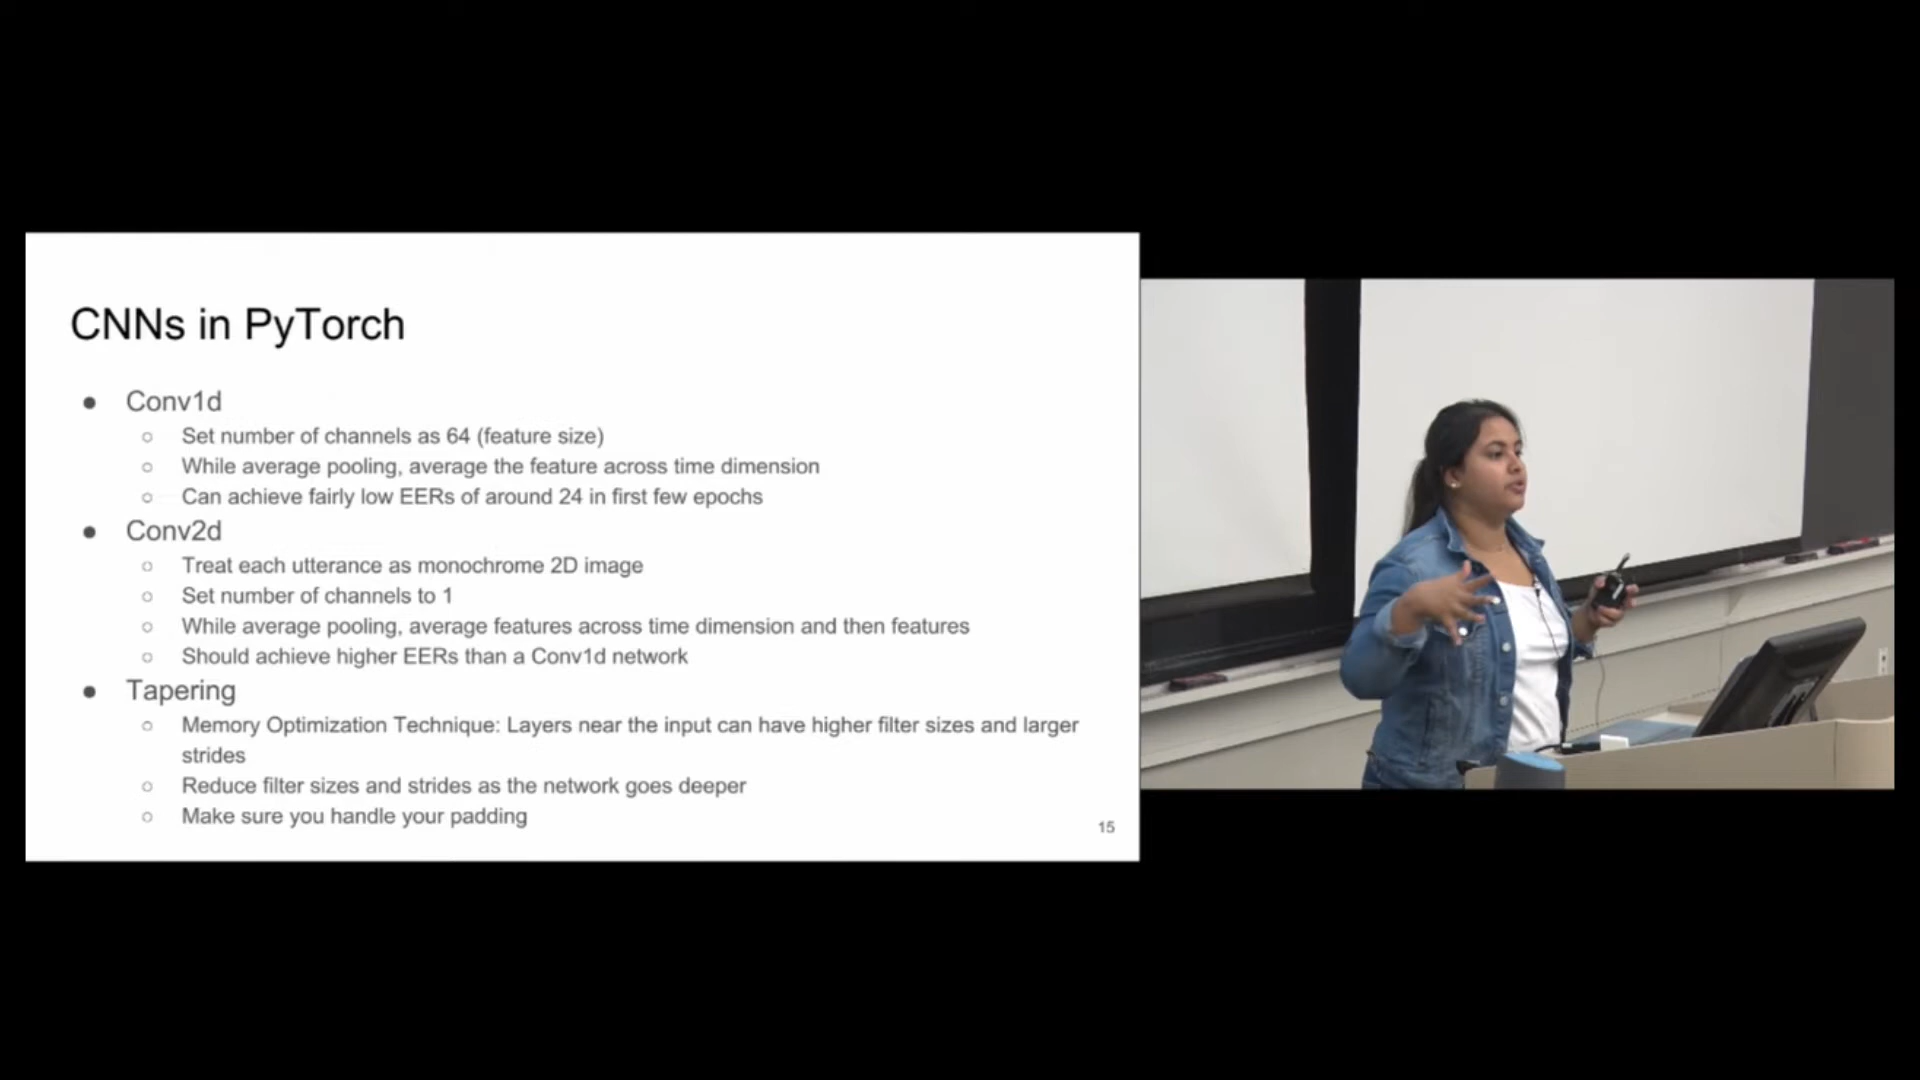 CNNs in PyTorch
● Conv1d
○ Set number of channels as 64 (feature size)
○ While average pooling, average the feature across time dimension
○ Can achieve fairly low EERs of around 24 in first few epochs
● Conv2d
○ Treat each utterance as monochrome 2D image
○ Set number of channels to 1
○ While average pooling, average features across time dimension and then features
○ Should achieve higher EERs than a Conv1d network
● Tapering
○ Memory Optimization Technique: Layers near the input can have higher filter sizes and larger
strides
○ Reduce filter sizes and strides as the network goes deeper
○ Make sure you handle your padding
15